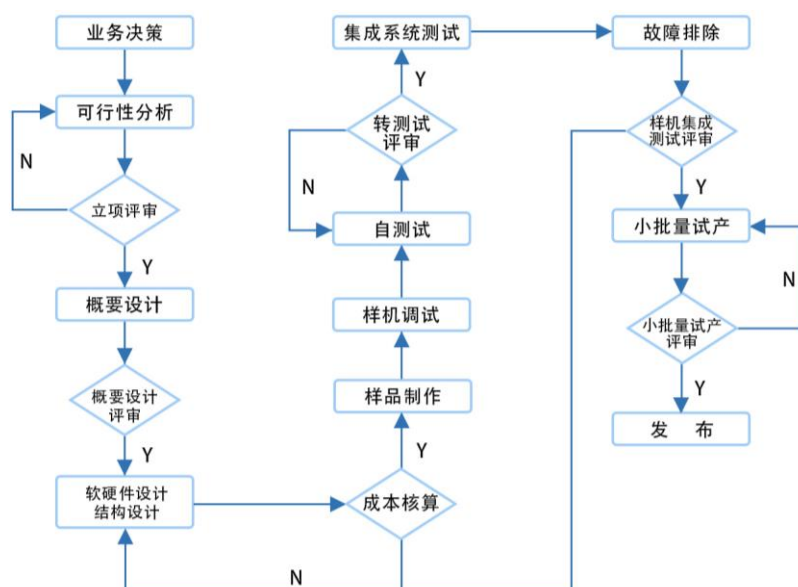 业务决策
可行性分析
N
立项评审
Y
概要设计
概要设计
评审
Y
软硬件设计
结构设计
集成系统测试
Y
转测试
评审
N
自测试
样机调试
样品制作
Y
成本核算
N
故障排除
样机集成
测试评审
Y
小批量试产
N
小批量试产
评审
Y
发 布